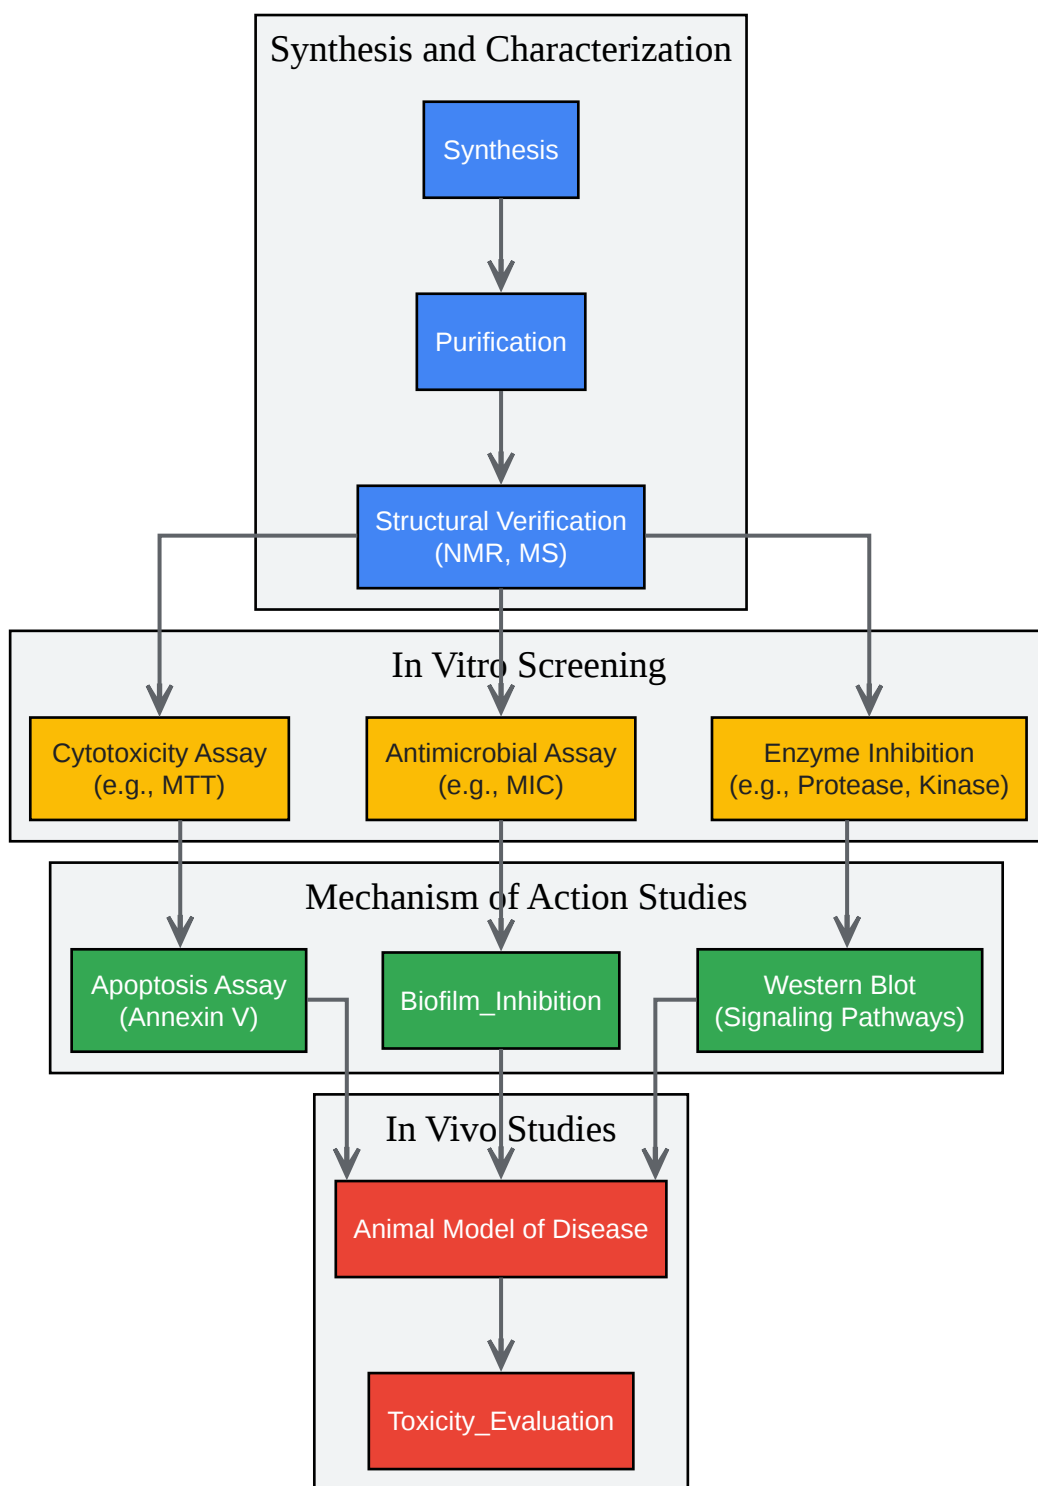 Synthesis and Characterization
Synthesis
Purification
Structural Verification
(NMR, MS)
In Vitro Screening
Cytotoxicity Assay
(e.g., MTT)
Antimicrobial Assay
(e.g., MIC)
Enzyme Inhibition
(e.g., Protease, Kinase)
Mechanism of Action Studies
Apoptosis Assay
(Annexin V)
Biofilm_Inhibition
Western Blot
(Signaling Pathways)
In Vivo Studies
Animal Model of Disease
Toxicity_Evaluation